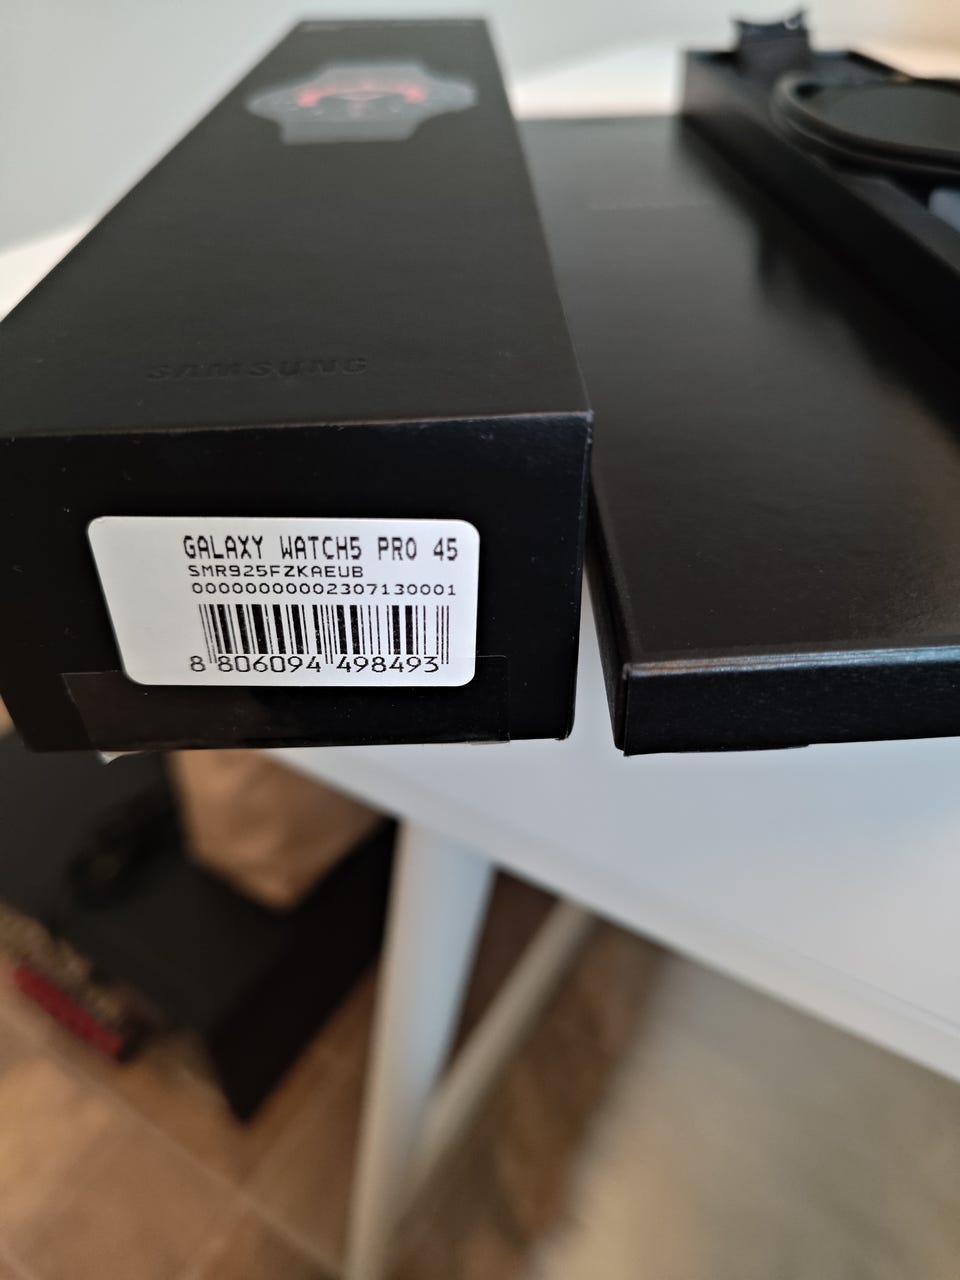 SAMSUNG
GALAXY WATCH5 PRO 45
SMR925FZKAEUB
00000000002307130001
8 806094 498493